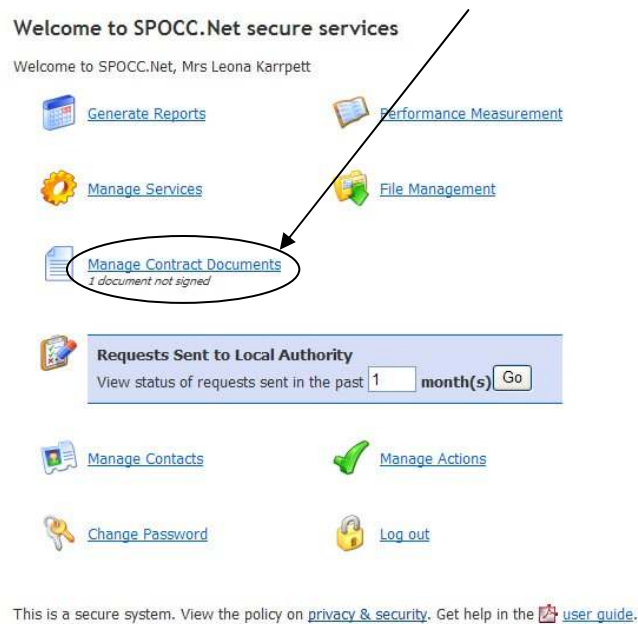 Welcome to SPOCC.Net secure services
Welcome to SPOCC.Net, Mrs Leona Karrpett
Generate Reports
Performance Measurement
Manage Services
File Management
Manage Contract Documents
1 document not signed
Requests Sent to Local Authority
View status of requests sent in the past 1 month(s) Go
Manage Contacts
Manage Actions
Change Password
Log out
This is a secure system. View the policy on privacy & security. Get help in the user guide.